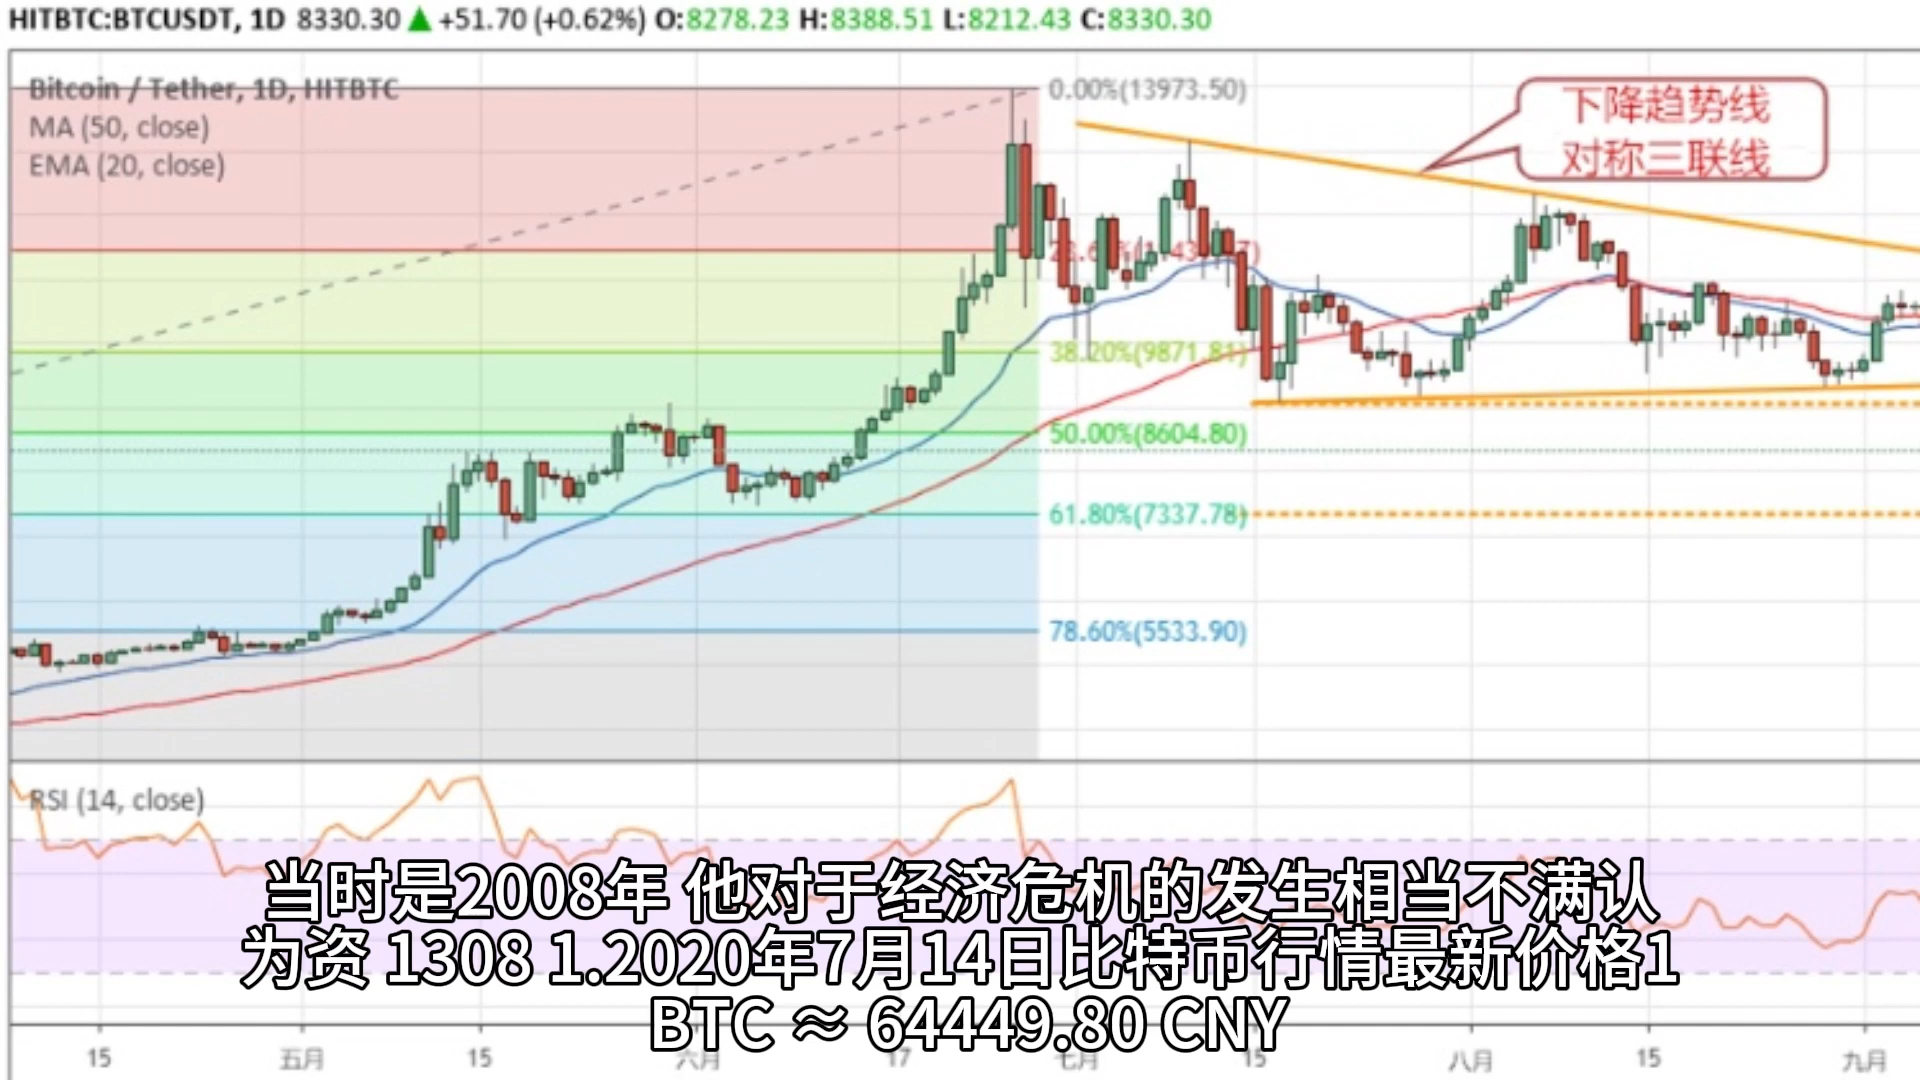 HITBTC:BTCUSDT, 1D 8330.30 ▲ +51.70 (+0.62%) O:8278.23 H:8388.51 L:8212.43 C:8330.30
Bitcoin / Tether, 1D, HITBTC
MA (50, close)
EMA (20, close)
0.00%(13973.50)
下降趋势线
对称三联线
38.20%(9871.81)
50.00%(8604.80)
61.80%(7337.78)
78.60%(5533.90)
RSI (14, close)
当时是2008年 他对于经济危机的发生相当不满认
为资 1308 1.2020年7月14日比特币行情最新价格1
BTC ≈ 64449.80 CNY
15 五月 15 六月 17 七月 15 八月 15 九月